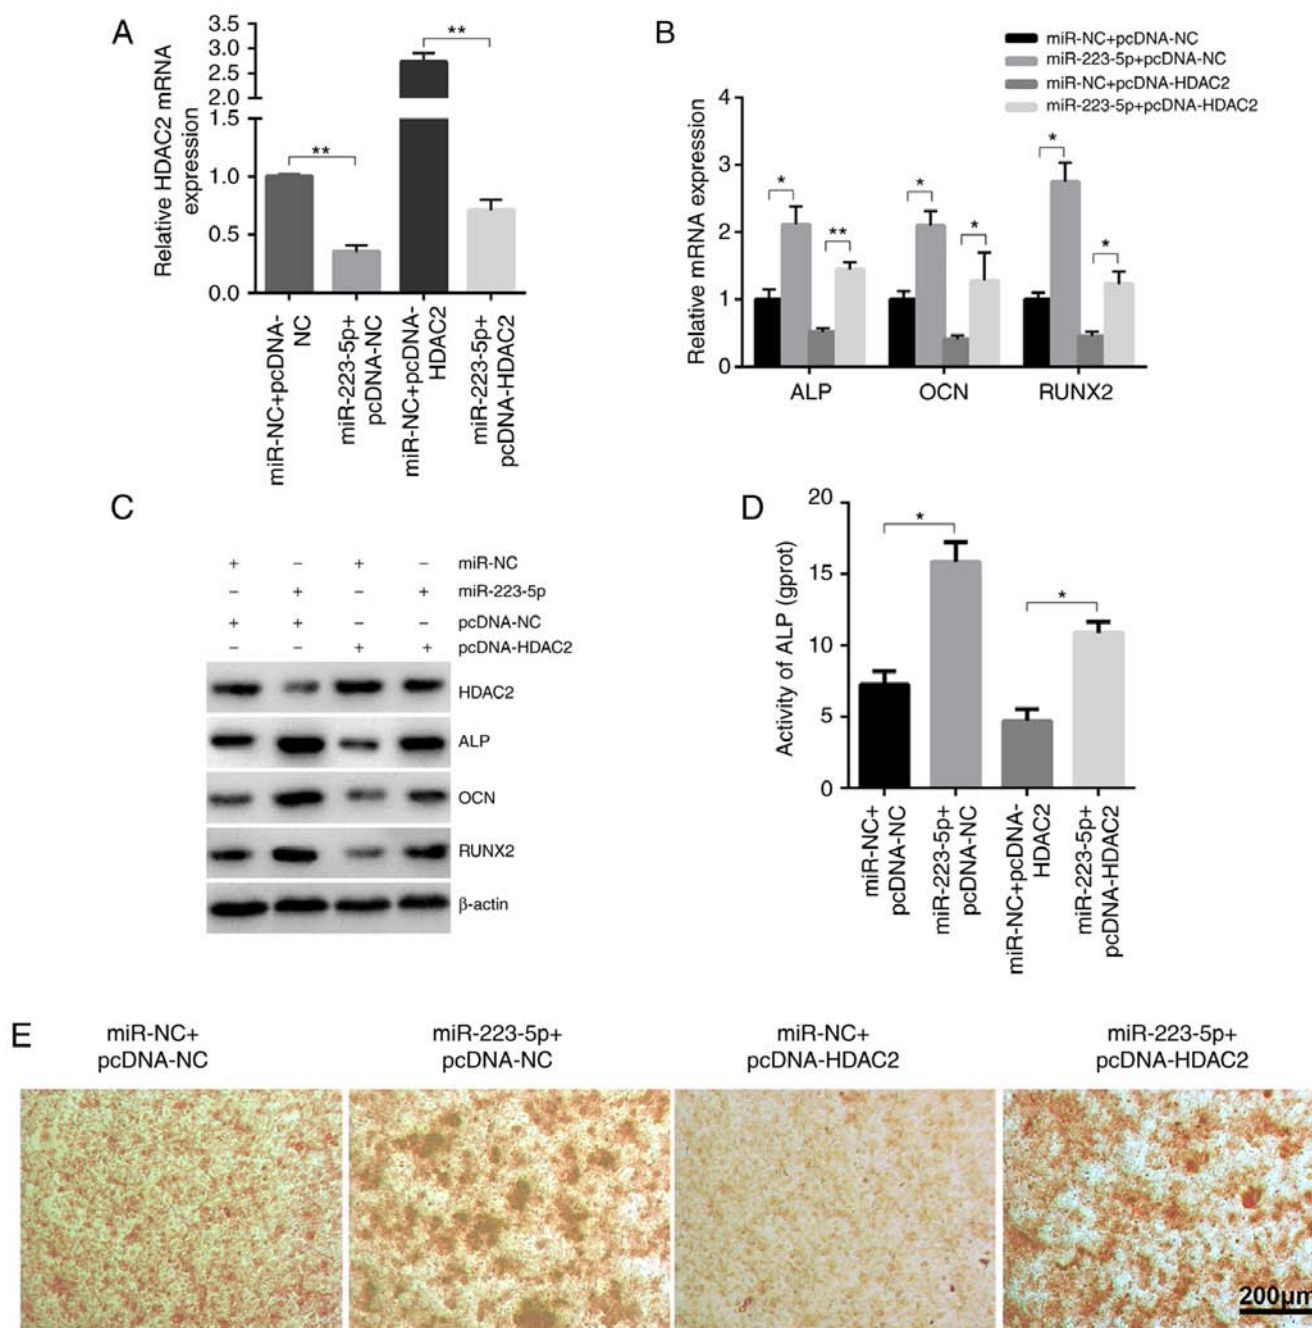 A
Relative HDAC2 mRNA
expression
3.5
3.0
2.5
2.0
1.5
1.0
0.5
0.0
**
**
miR-NC+pcDNA-
NC
miR-223-5p+
pcDNA-NC
miR-NC+pcDNA-
HDAC2
miR-223-5p+
pcDNA-HDAC2
B
miR-NC+pcDNA-NC
miR-223-5p+pcDNA-NC
miR-NC+pcDNA-HDAC2
miR-223-5p+pcDNA-HDAC2
Relative mRNA expression
4
3
2
1
0
*
**
*
*
*
*
ALP OCN RUNX2
C
+ – + – miR-NC
– + – + miR-223-5p
+ + – – pcDNA-NC
– – + + pcDNA-HDAC2
HDAC2
ALP
OCN
RUNX2
β-actin
D
Activity of ALP (gprot)
20
15
10
5
0
*
*
miR-NC+
pcDNA-NC
miR-223-5p+
pcDNA-NC
miR-NC+pcDNA-
HDAC2
miR-223-5p+
pcDNA-HDAC2
E
miR-NC+
pcDNA-NC
miR-223-5p+
pcDNA-NC
miR-NC+
pcDNA-HDAC2
miR-223-5p+
pcDNA-HDAC2
200µm